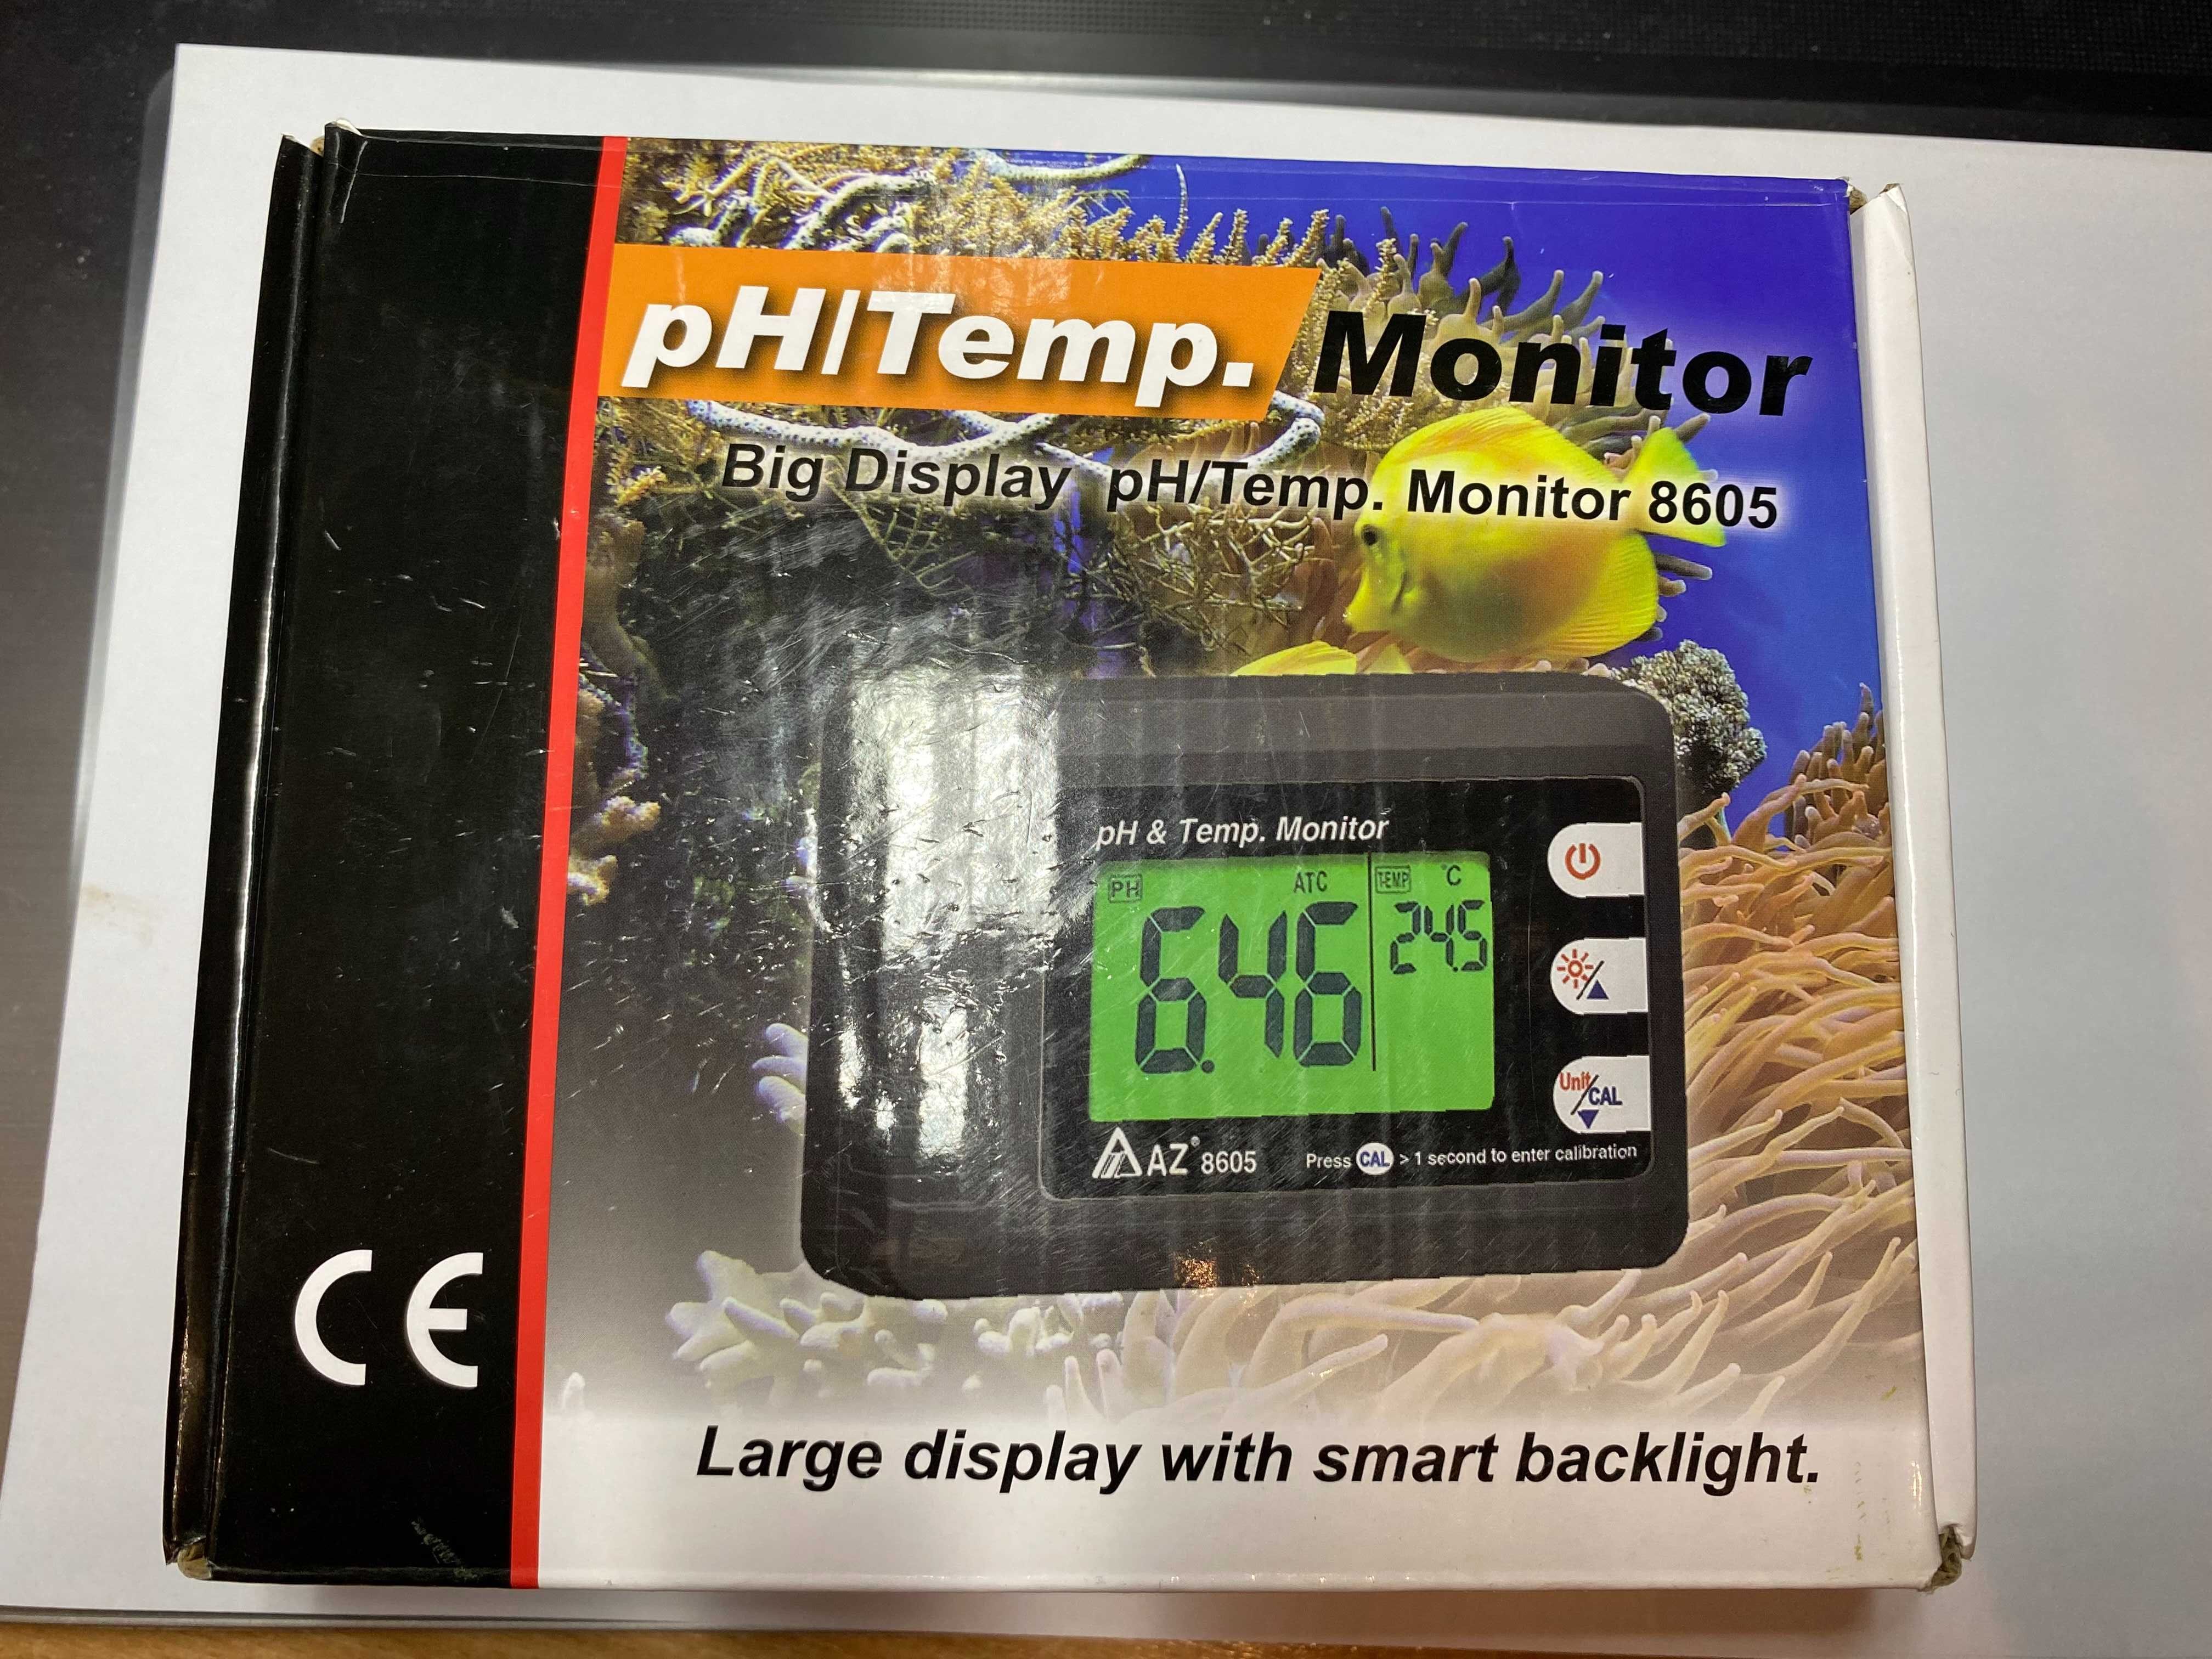 pH/Temp. Monitor
Big Display pH/Temp. Monitor 8605
pH & Temp. Monitor
PH ATC TEMP °C
6.46 24.5
Unit/CAL
AZ® 8605 Press CAL > 1 second to enter calibration
CE
Large display with smart backlight.